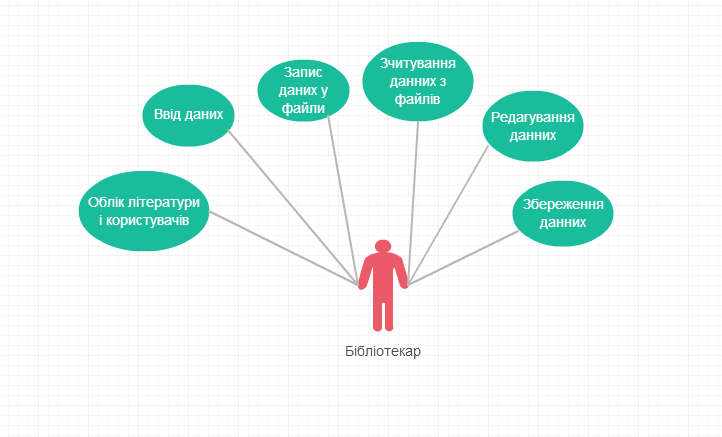 Облік літератури
і користувачів
Ввід даних
Запис
даних у
файли
Зчитування
данних з
файлів
Редагування
данних
Збереження
данних
Бібліотекар